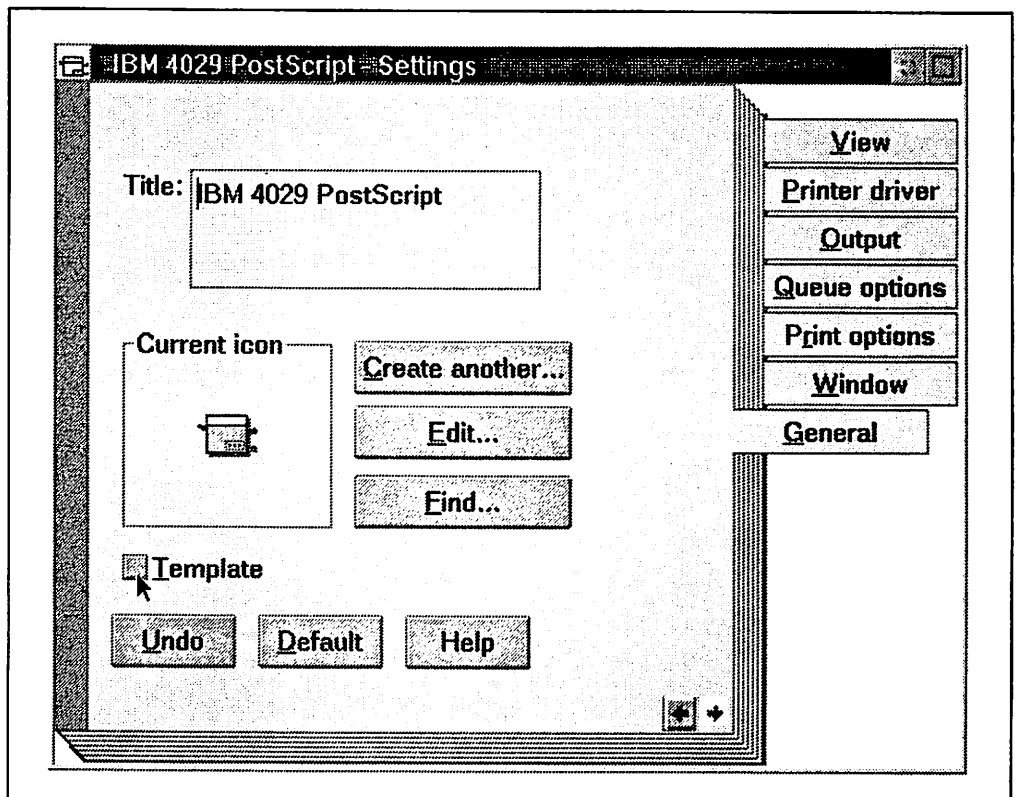 IBM 4029 PostScript - Settings
View
Title:
IBM 4029 PostScript
Printer driver
Output
Queue options
Current icon
Print options
Create another...
Window
Edit...
General
Find...
Template
Undo
Default
Help